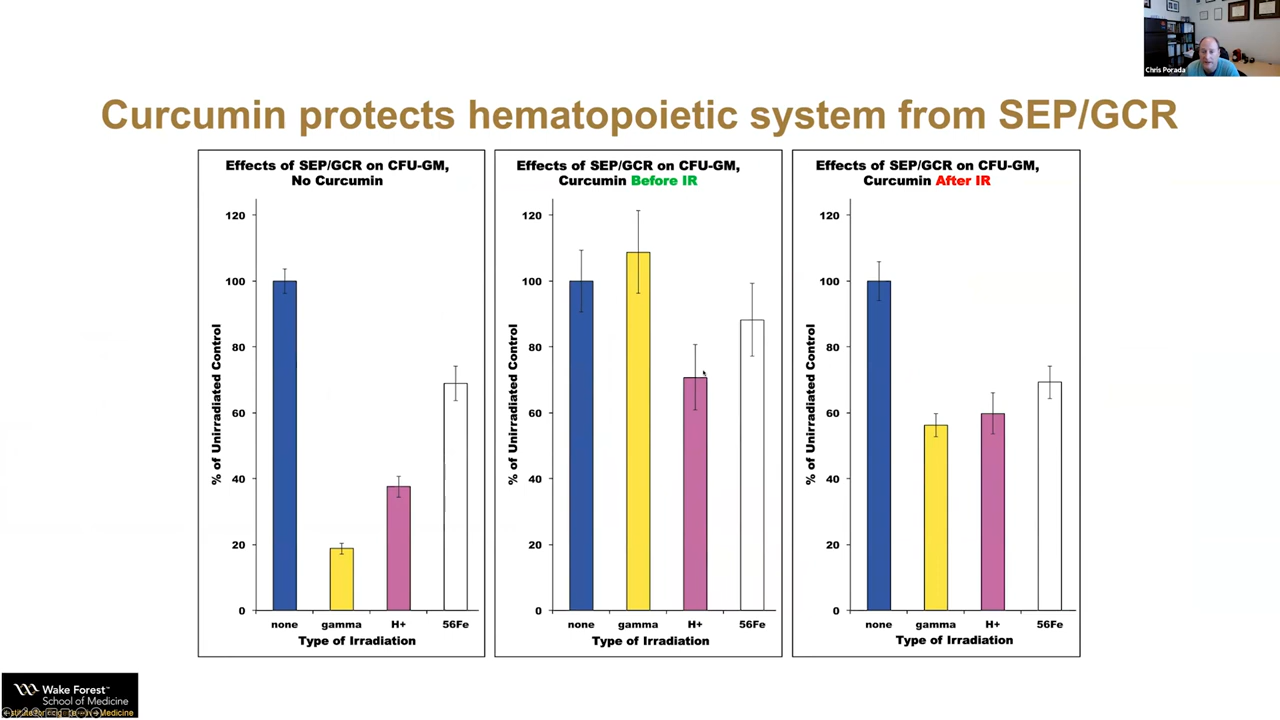 Chris Porada
Curcumin protects hematopoietic system from SEP/GCR
Effects of SEP/GCR on CFU-GM,
No Curcumin
120
100
80
60
40
20
0
% of Unirradiated Control
none gamma H+ 56Fe
Type of Irradiation
Effects of SEP/GCR on CFU-GM,
Curcumin Before IR
120
100
80
60
40
20
0
% of Unirradiated Control
none gamma H+ 56Fe
Type of Irradiation
Effects of SEP/GCR on CFU-GM,
Curcumin After IR
120
100
80
60
40
20
0
% of Unirradiated Control
none gamma H+ 56Fe
Type of Irradiation
Wake Forest™
School of Medicine
Medicine